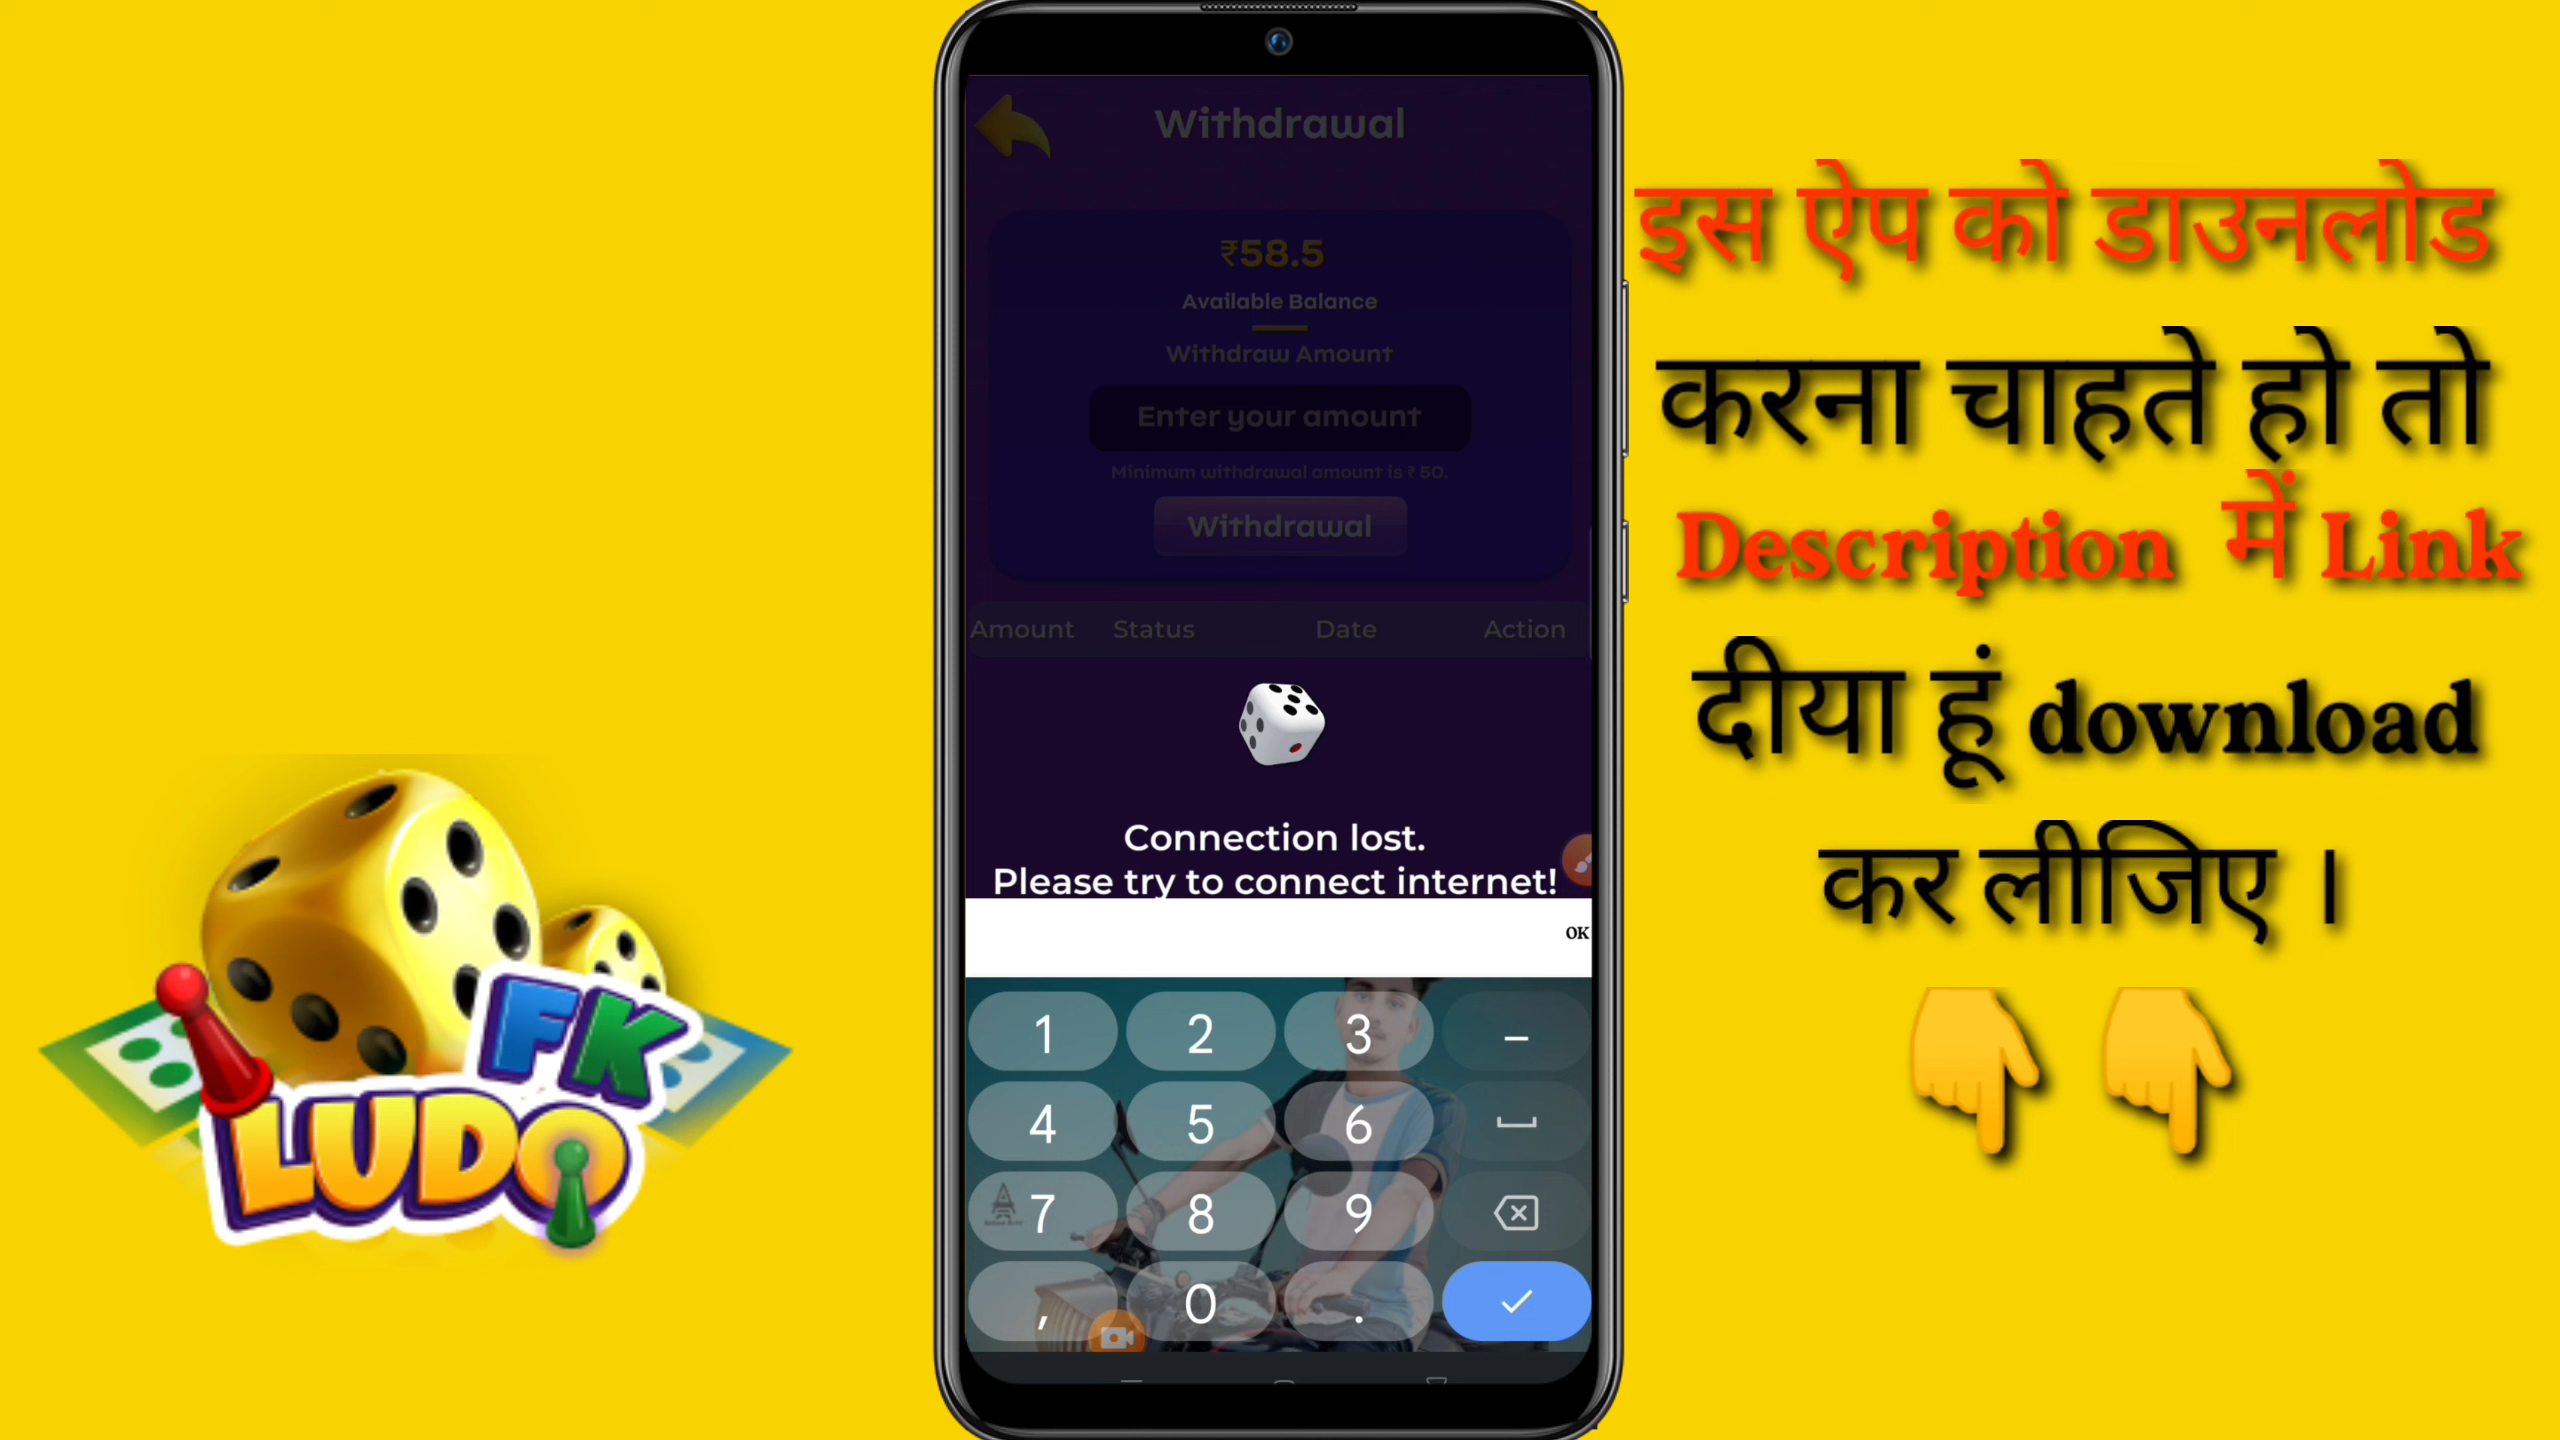 Withdrawal
₹58.5
Available Balance
Withdraw Amount
Enter your amount
Minimum withdrawal amount is ₹ 50.
Withdrawal
Amount Status Date Action
Connection lost.
Please try to connect internet!
OK
1 2 3 –
4 5 6
7 8 9
, 0 .
FK
LUDO
इस ऐप को डाउनलोड
करना चाहते हो तो
Description में Link
दीया हूं download
कर लीजिए ।